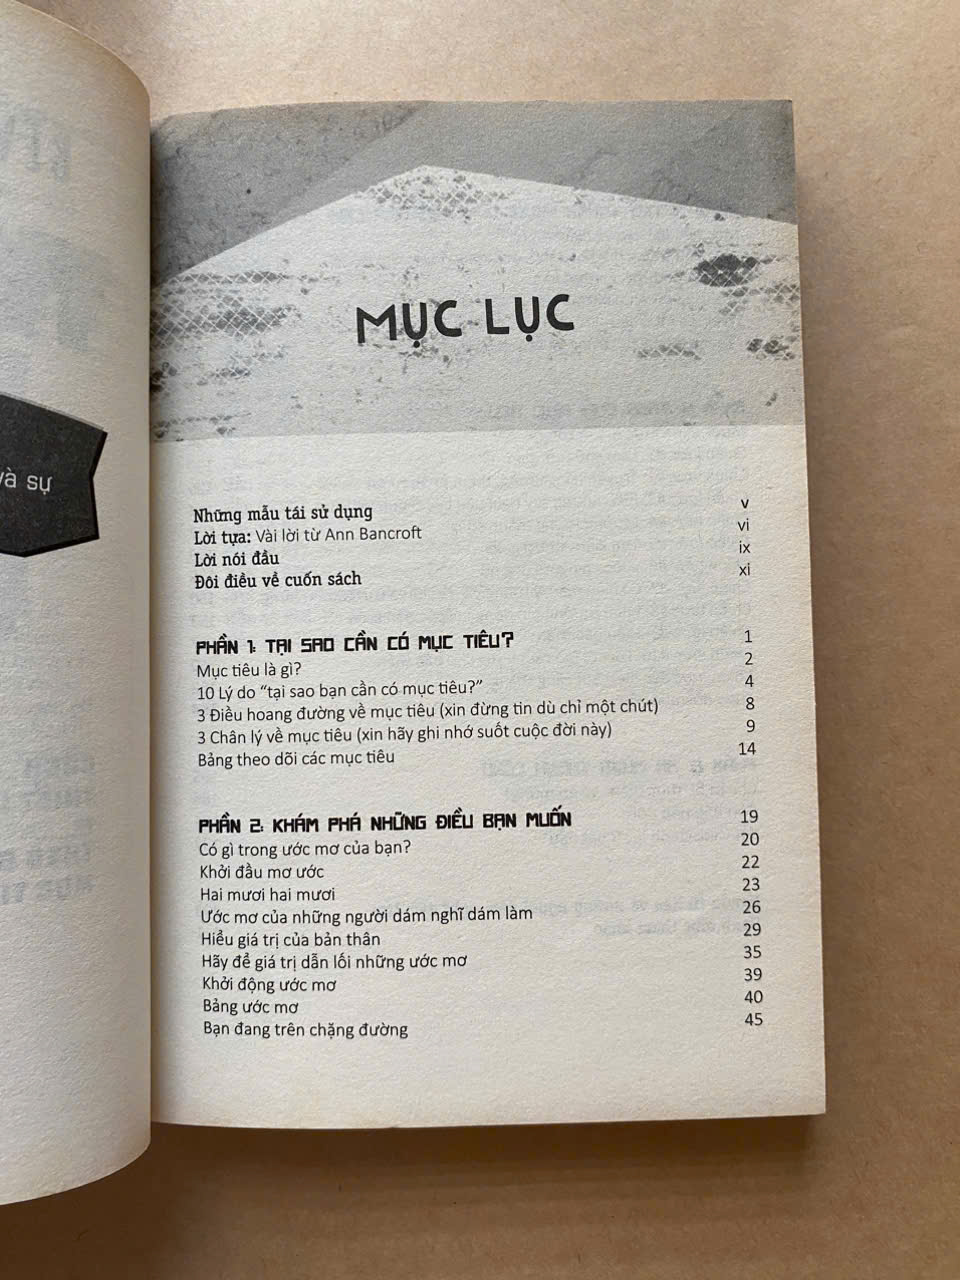 và sự
MỤC LỤC
Những mẫu tái sử dụng v
Lời tựa: Vài lời từ Ann Bancroft vi
Lời nói đầu ix
Đôi điều về cuốn sách xi
PHẦN 1: TẠI SAO CẦN CÓ MỤC TIÊU? 1
Mục tiêu là gì? 2
10 Lý do “tại sao bạn cần có mục tiêu?” 4
3 Điều hoang đường về mục tiêu (xin đừng tin dù chỉ một chút) 8
3 Chân lý về mục tiêu (xin hãy ghi nhớ suốt cuộc đời này) 9
Bảng theo dõi các mục tiêu 14
PHẦN 2: KHÁM PHÁ NHỮNG ĐIỀU BẠN MUỐN 19
Có gì trong ước mơ của bạn? 20
Khởi đầu mơ ước 22
Hai mươi hai mươi 23
Ước mơ của những người dám nghĩ dám làm 26
Hiểu giá trị của bản thân 29
Hãy để giá trị dẫn lối những ước mơ 35
Khởi động ước mơ 39
Bảng ước mơ 40
Bạn đang trên chặng đường 45